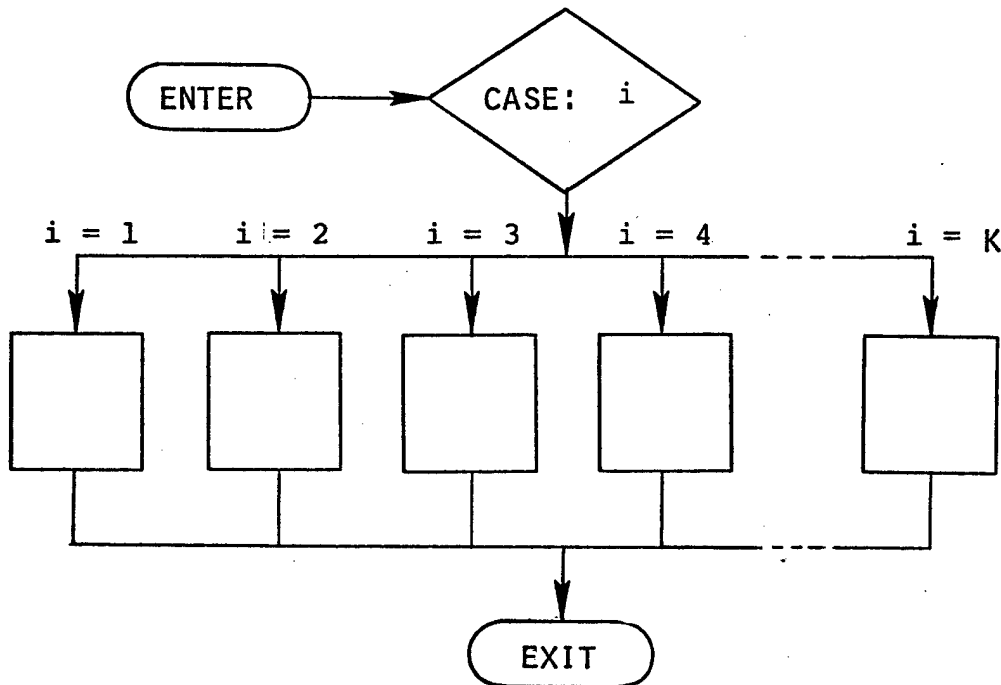 ENTER
CASE: i
i = 1
i = 2
i = 3
i = 4
i = K
EXIT